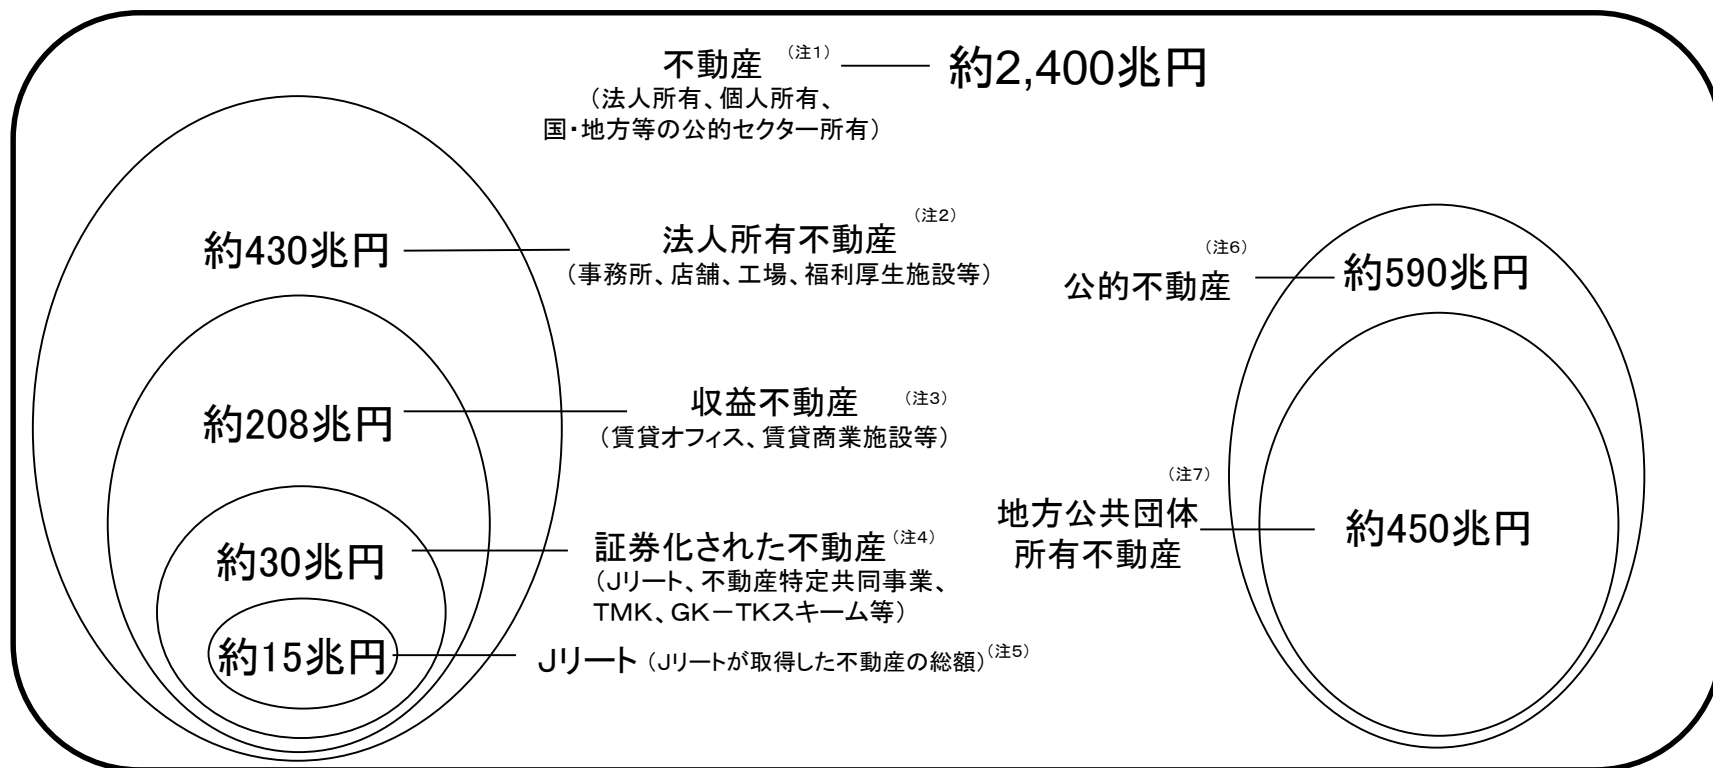 不動産 （注1） 約2,400兆円
（法人所有、個人所有、
国・地方等の公的セクター所有）
約430兆円 法人所有不動産 （注2）
（事務所、店舗、工場、福利厚生施設等）
約208兆円 収益不動産 （注3）
（賃貸オフィス、賃貸商業施設等）
約30兆円 証券化された不動産（注4）
（Jリート、不動産特定共同事業、
TMK、GK－TKスキーム等）
約15兆円 Jリート（Jリートが取得した不動産の総額）（注5）
公的不動産 （注6） 約590兆円
地方公共団体 （注7）
所有不動産
約450兆円